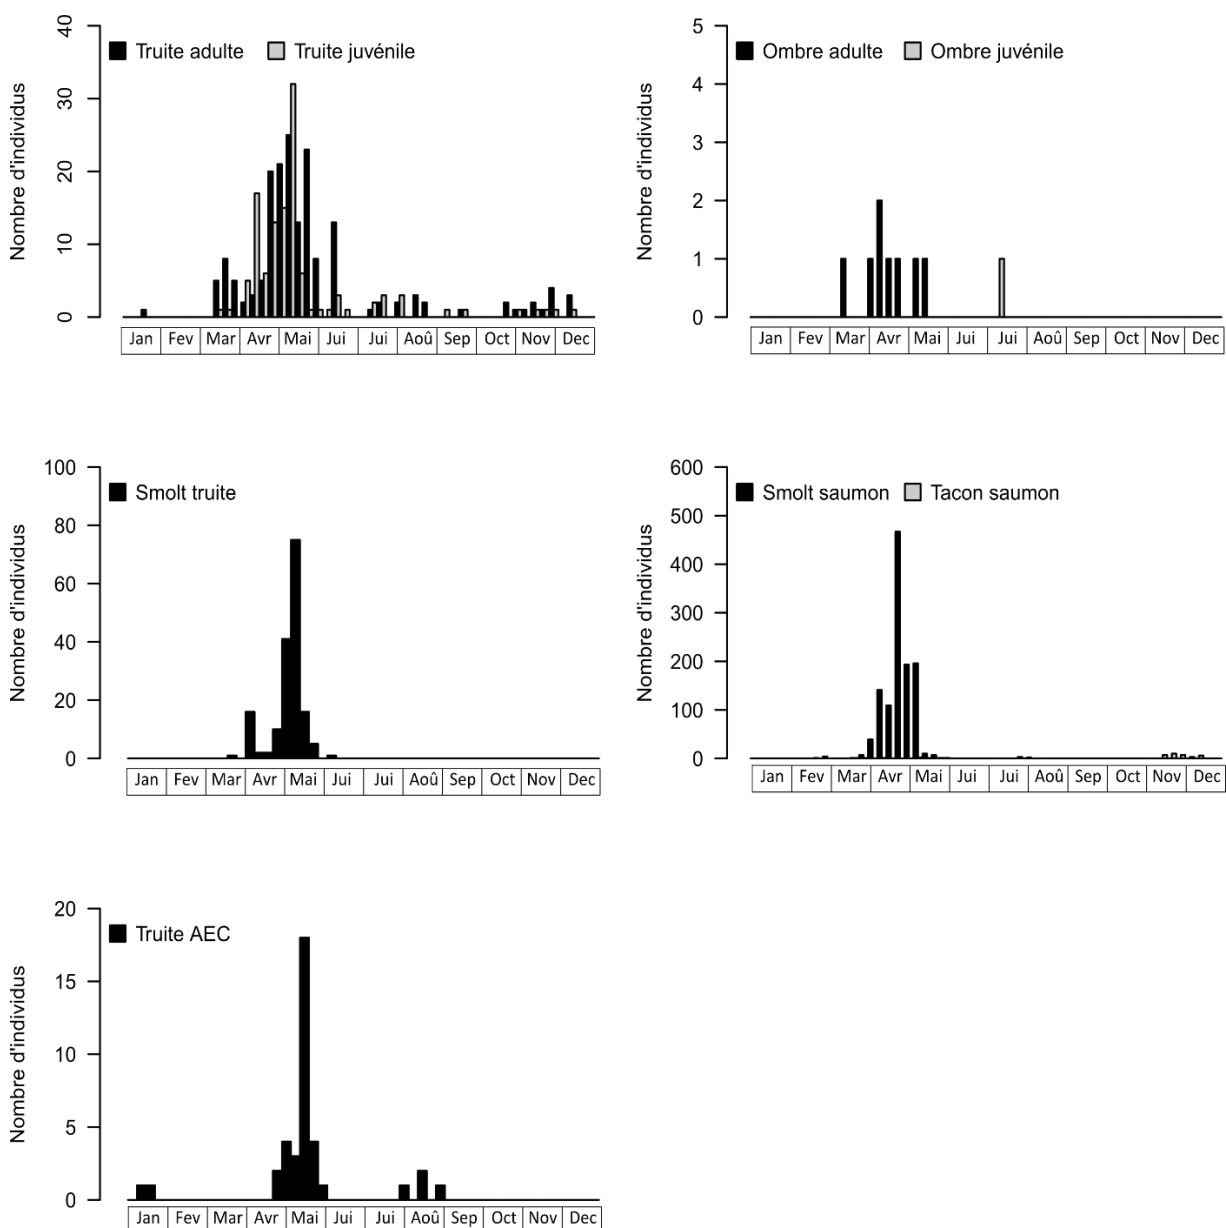 40
30
20
10
0
Nombre d'individus
Truite adulte Truite juvénile
Jan Fev Mar Avr Mai Jui Jui Aoû Sep Oct Nov Dec
5
4
3
2
1
0
Nombre d'individus
Ombre adulte Ombre juvénile
Jan Fev Mar Avr Mai Jui Jui Aoû Sep Oct Nov Dec
100
80
60
40
20
0
Nombre d'individus
Smolt truite
Jan Fev Mar Avr Mai Jui Jui Aoû Sep Oct Nov Dec
600
500
400
300
200
100
0
Nombre d'individus
Smolt saumon Tacon saumon
Jan Fev Mar Avr Mai Jui Jui Aoû Sep Oct Nov Dec
20
15
10
5
0
Nombre d'individus
Truite AEC
Jan Fev Mar Avr Mai Jui Jui Aoû Sep Oct Nov Dec